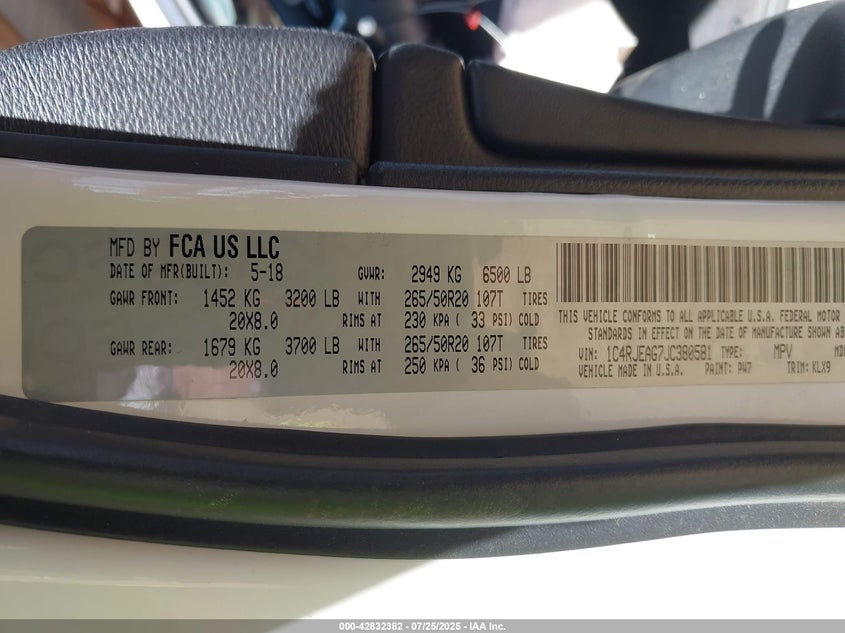 MFD BY FCA US LLC
DATE OF MFR(BUILT): 5-18 GVWR: 2949 KG 6500 LB
GAWR FRONT: 1452 KG 3200 LB WITH 265/50R20 107T TIRES
20X8.0 RIMS AT 230 KPA ( 33 PSI) COLD
GAWR REAR: 1679 KG 3700 LB WITH 265/50R20 107T TIRES
20X8.0 RIMS AT 250 KPA ( 36 PSI) COLD
THIS VEHICLE CONFORMS TO ALL APPLICABLE U.S.A. FEDERAL MOTOR
STANDARDS IN EFFECT ON THE DATE OF MANUFACTURE SHOWN AB
VIN: 1C4RJEAG7JC380581 TYPE: MPV MD
VEHICLE MADE IN U.S.A. PAINT: PW7 TRIM: KLX9
000-42832382 - 07/25/2025 - IAA Inc.